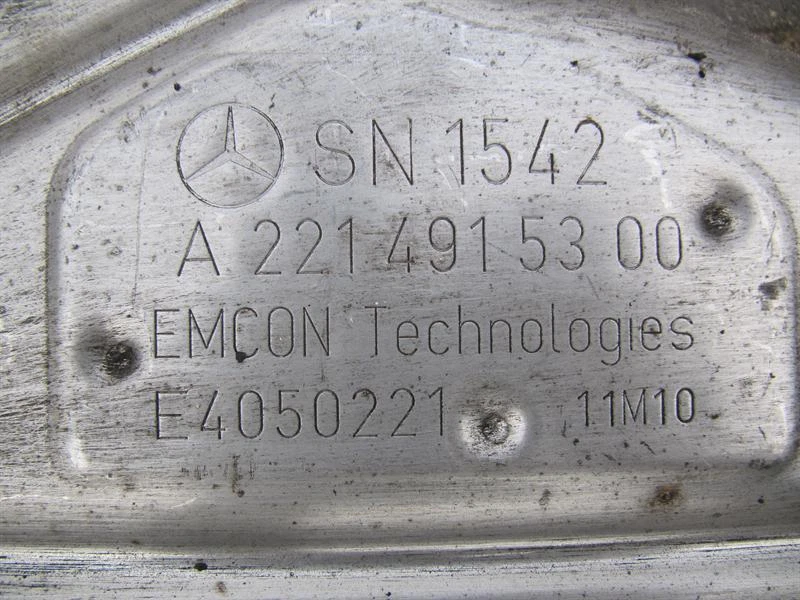 SN 1542
A 221 491 53 00
EMCON Technologies
E4050221 11M10